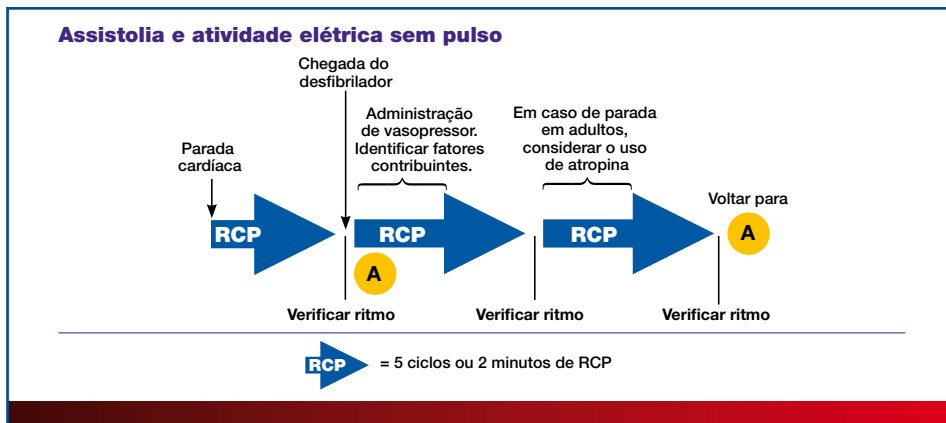 Assistolia e atividade elétrica sem pulso
Chegada do
desfibrilador
Administração
de vasopressor.
Identificar fatores
contribuintes.
Em caso de parada
em adultos,
considerar o uso
de atropina
Parada
cardíaca
Voltar para
RCP
RCP
RCP
A
A
Verificar ritmo
Verificar ritmo
Verificar ritmo
RCP = 5 ciclos ou 2 minutos de RCP